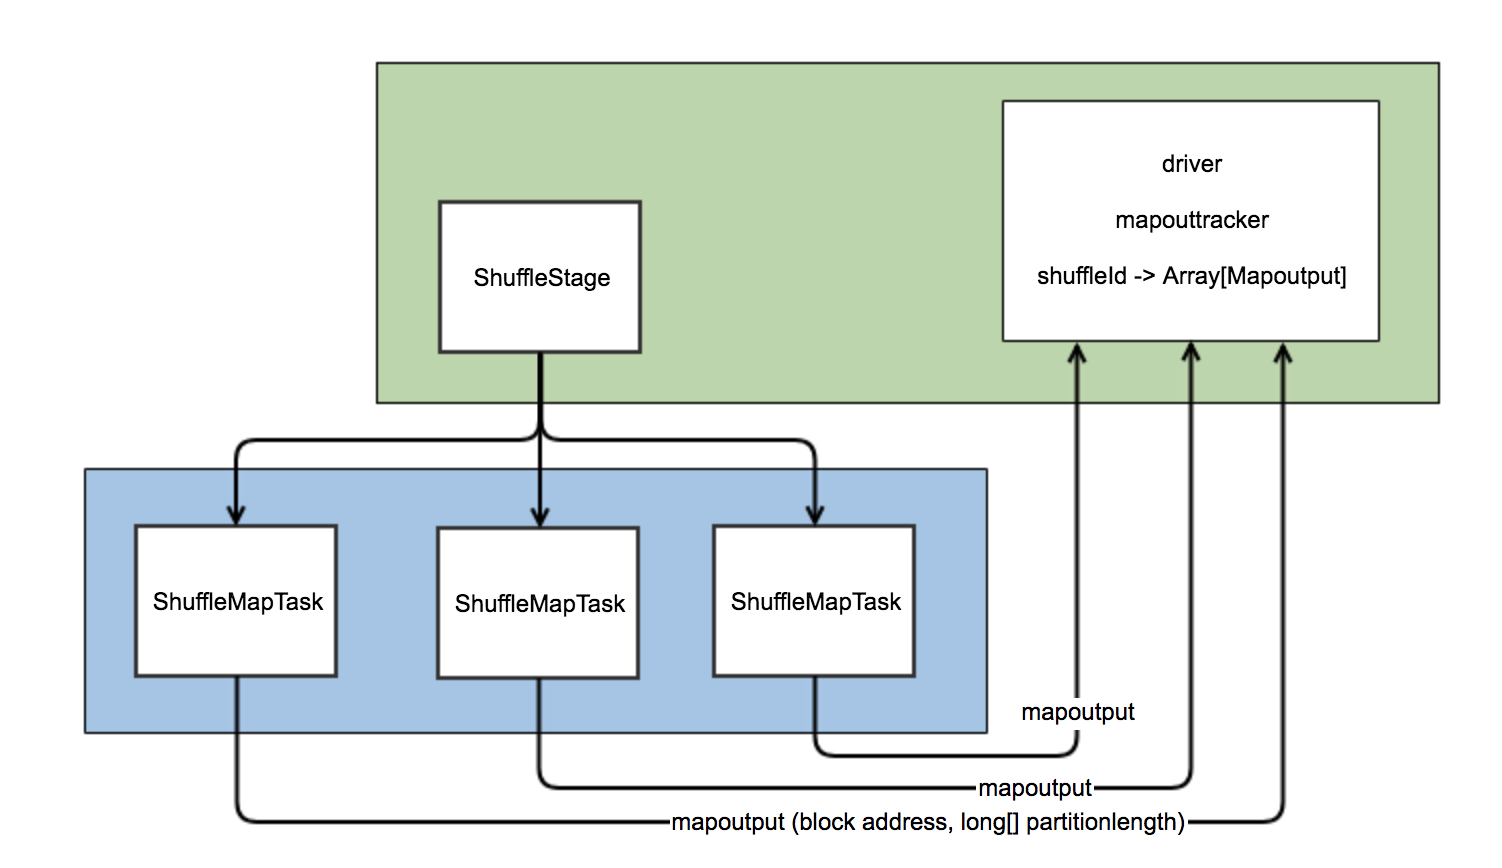 driver
mapouttracker
shuffleId -> Array[Mapoutput]
ShuffleStage
ShuffleMapTask
ShuffleMapTask
ShuffleMapTask
mapoutput
mapoutput
mapoutput (block address, long[] partitionlength)